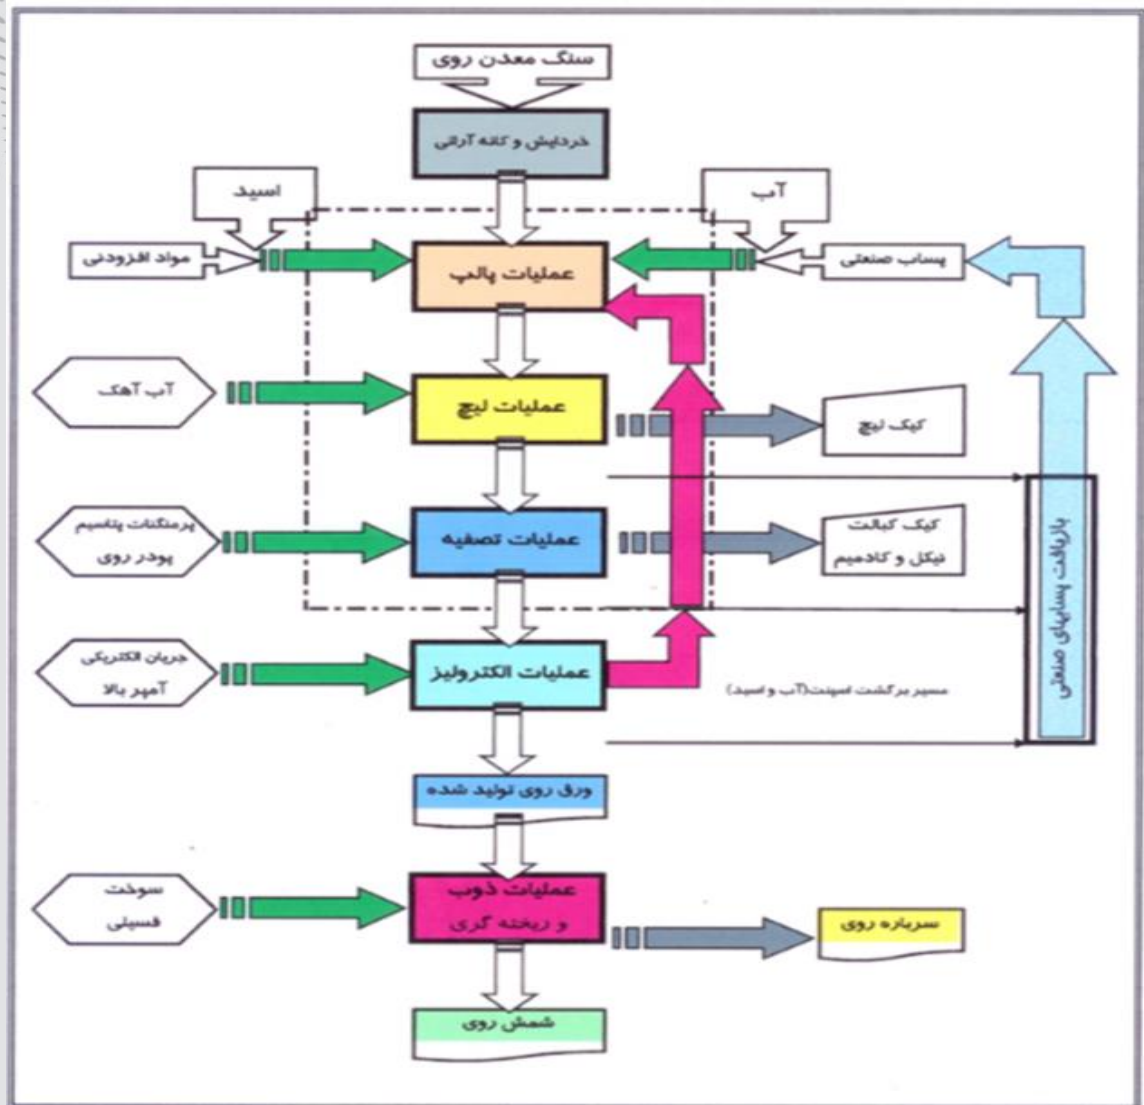 سنگ معدن روی
خردایش و کانه آرائی
اسید
آب
مواد افزودنی
عملیات پالپ
پساب صنعتی
آب آهک
عملیات لیچ
کیک لیچ
پرمنگنات پتاسیم
پودر روی
عملیات تصفیه
کیک کبالت
نیکل و کادمیم
بازیافت پسابهای صنعتی
جریان الکتریکی
آمپر بالا
عملیات الکترولیز
مسیر برگشت اسپنت(آب و اسید)
ورق روی تولید شده
سوخت
فسیلی
عملیات ذوب
و ریخته گری
سرباره روی
شمش روی